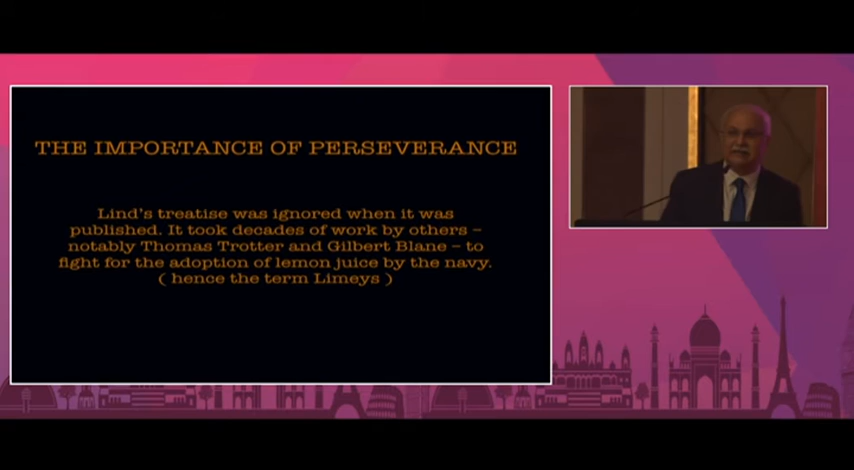 THE IMPORTANCE OF PERSEVERANCE
Lind's treatise was ignored when it was
published. It took decades of work by others –
notably Thomas Trotter and Gilbert Blane – to
fight for the adoption of lemon juice by the navy.
( hence the term Limeys )